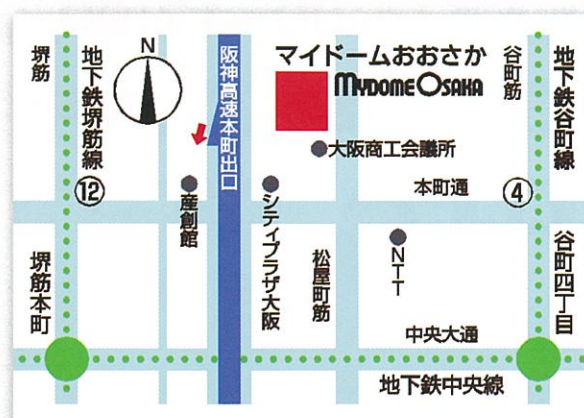 堺筋
地下鉄堺筋線
⑫
堺筋本町
N
阪神高速本町出口
産創館
シティプラザ大阪
マイドームおおさか
MYDOME OSAKA
大阪商工会議所
本町通
松屋町筋
NTT
谷町筋
地下鉄谷町線
④
谷町四丁目
中央大通
地下鉄中央線